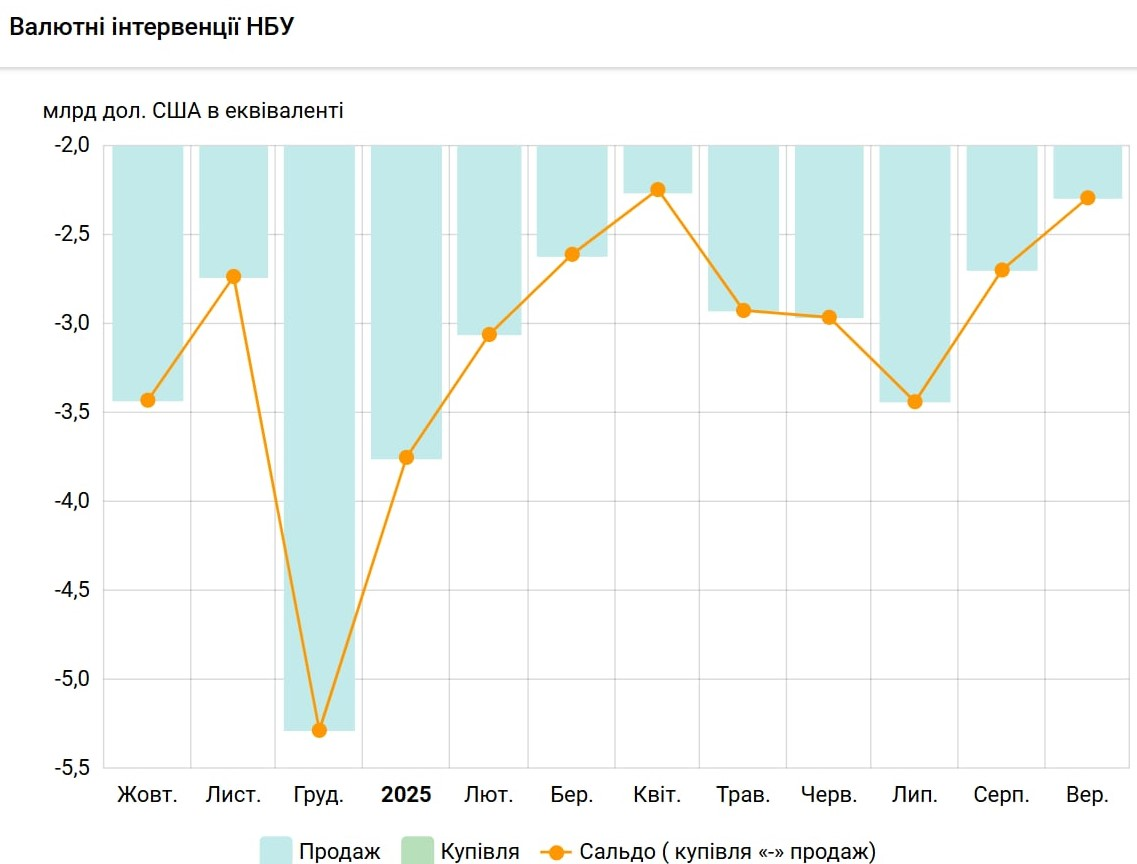 Валютні інтервенції НБУ
млрд дол. США в еквіваленті
-2,0
-2,5
-3,0
-3,5
-4,0
-4,5
-5,0
-5,5
Жовт. Лист. Груд. 2025 Лют. Бер. Квіт. Трав. Черв. Лип. Серп. Вер.
Продаж Купівля Сальдо ( купівля «-» продаж)